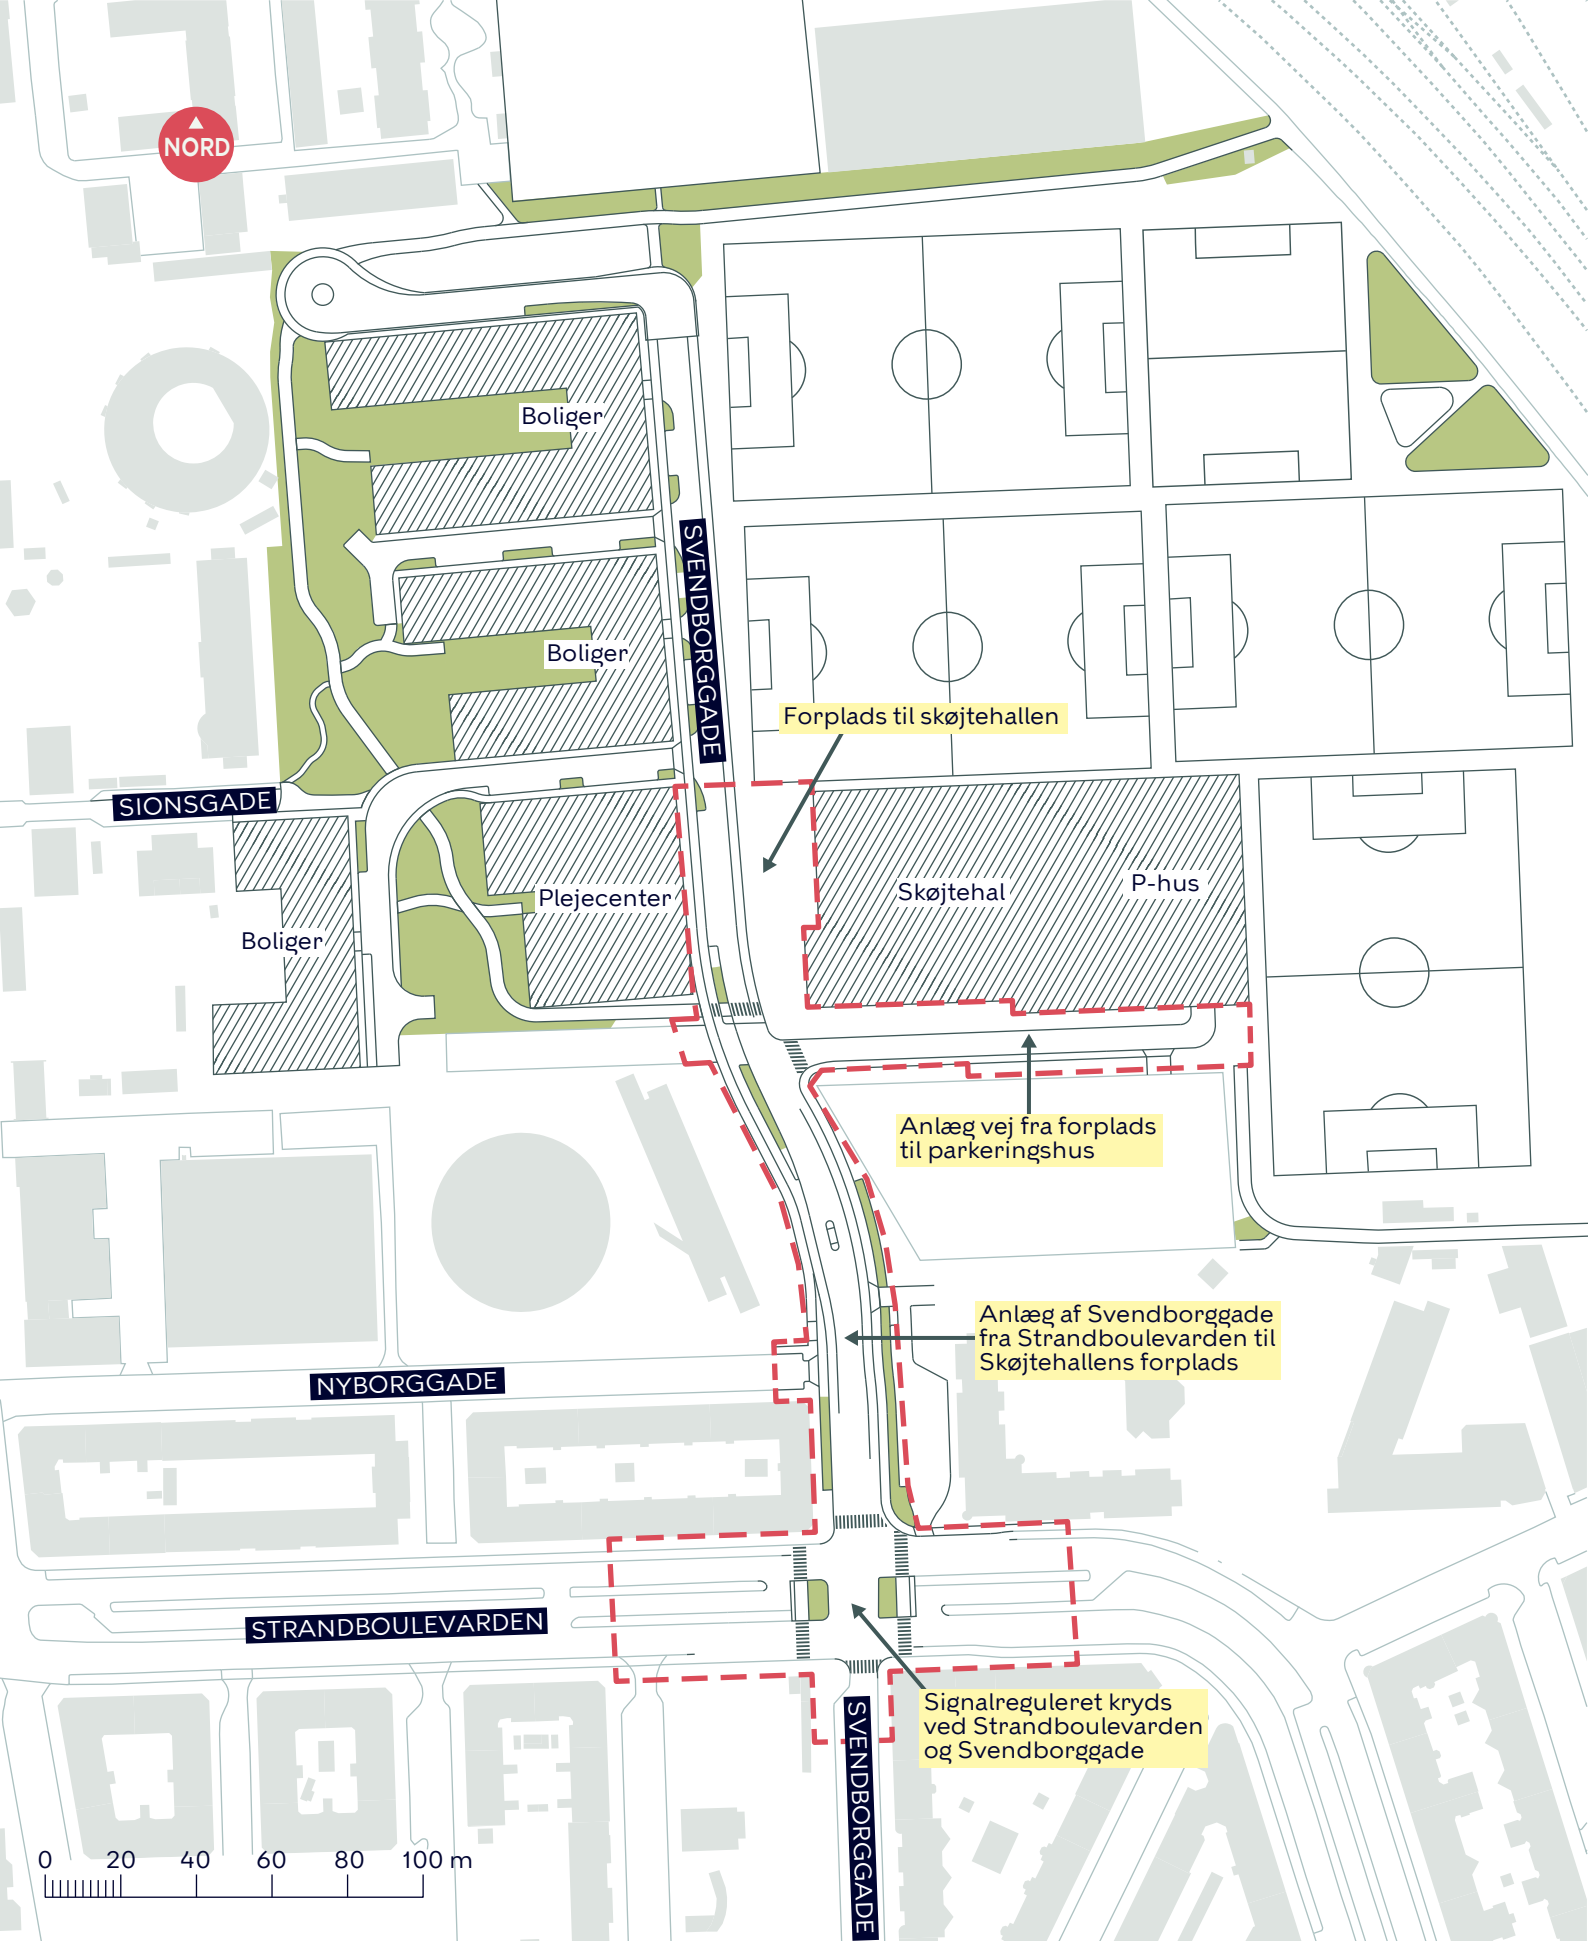 NORD
Boliger
SVENDBORGGADE
Boliger
Forplads til skøjtehallen
SIONSGADE
Skøjtehal
P-hus
Plejecenter
Boliger
Anlæg vej fra forplads
til parkeringshus
Anlæg af Svendborggade
fra Strandboulevarden til
Skøjtehallens forplads
NYBORGGADE
STRANDBOULEVARDEN
Signalreguleret kryds
ved Strandboulevarden
og Svendborggade
SVENDBORGGADE
0 20 40 60 80 100 m